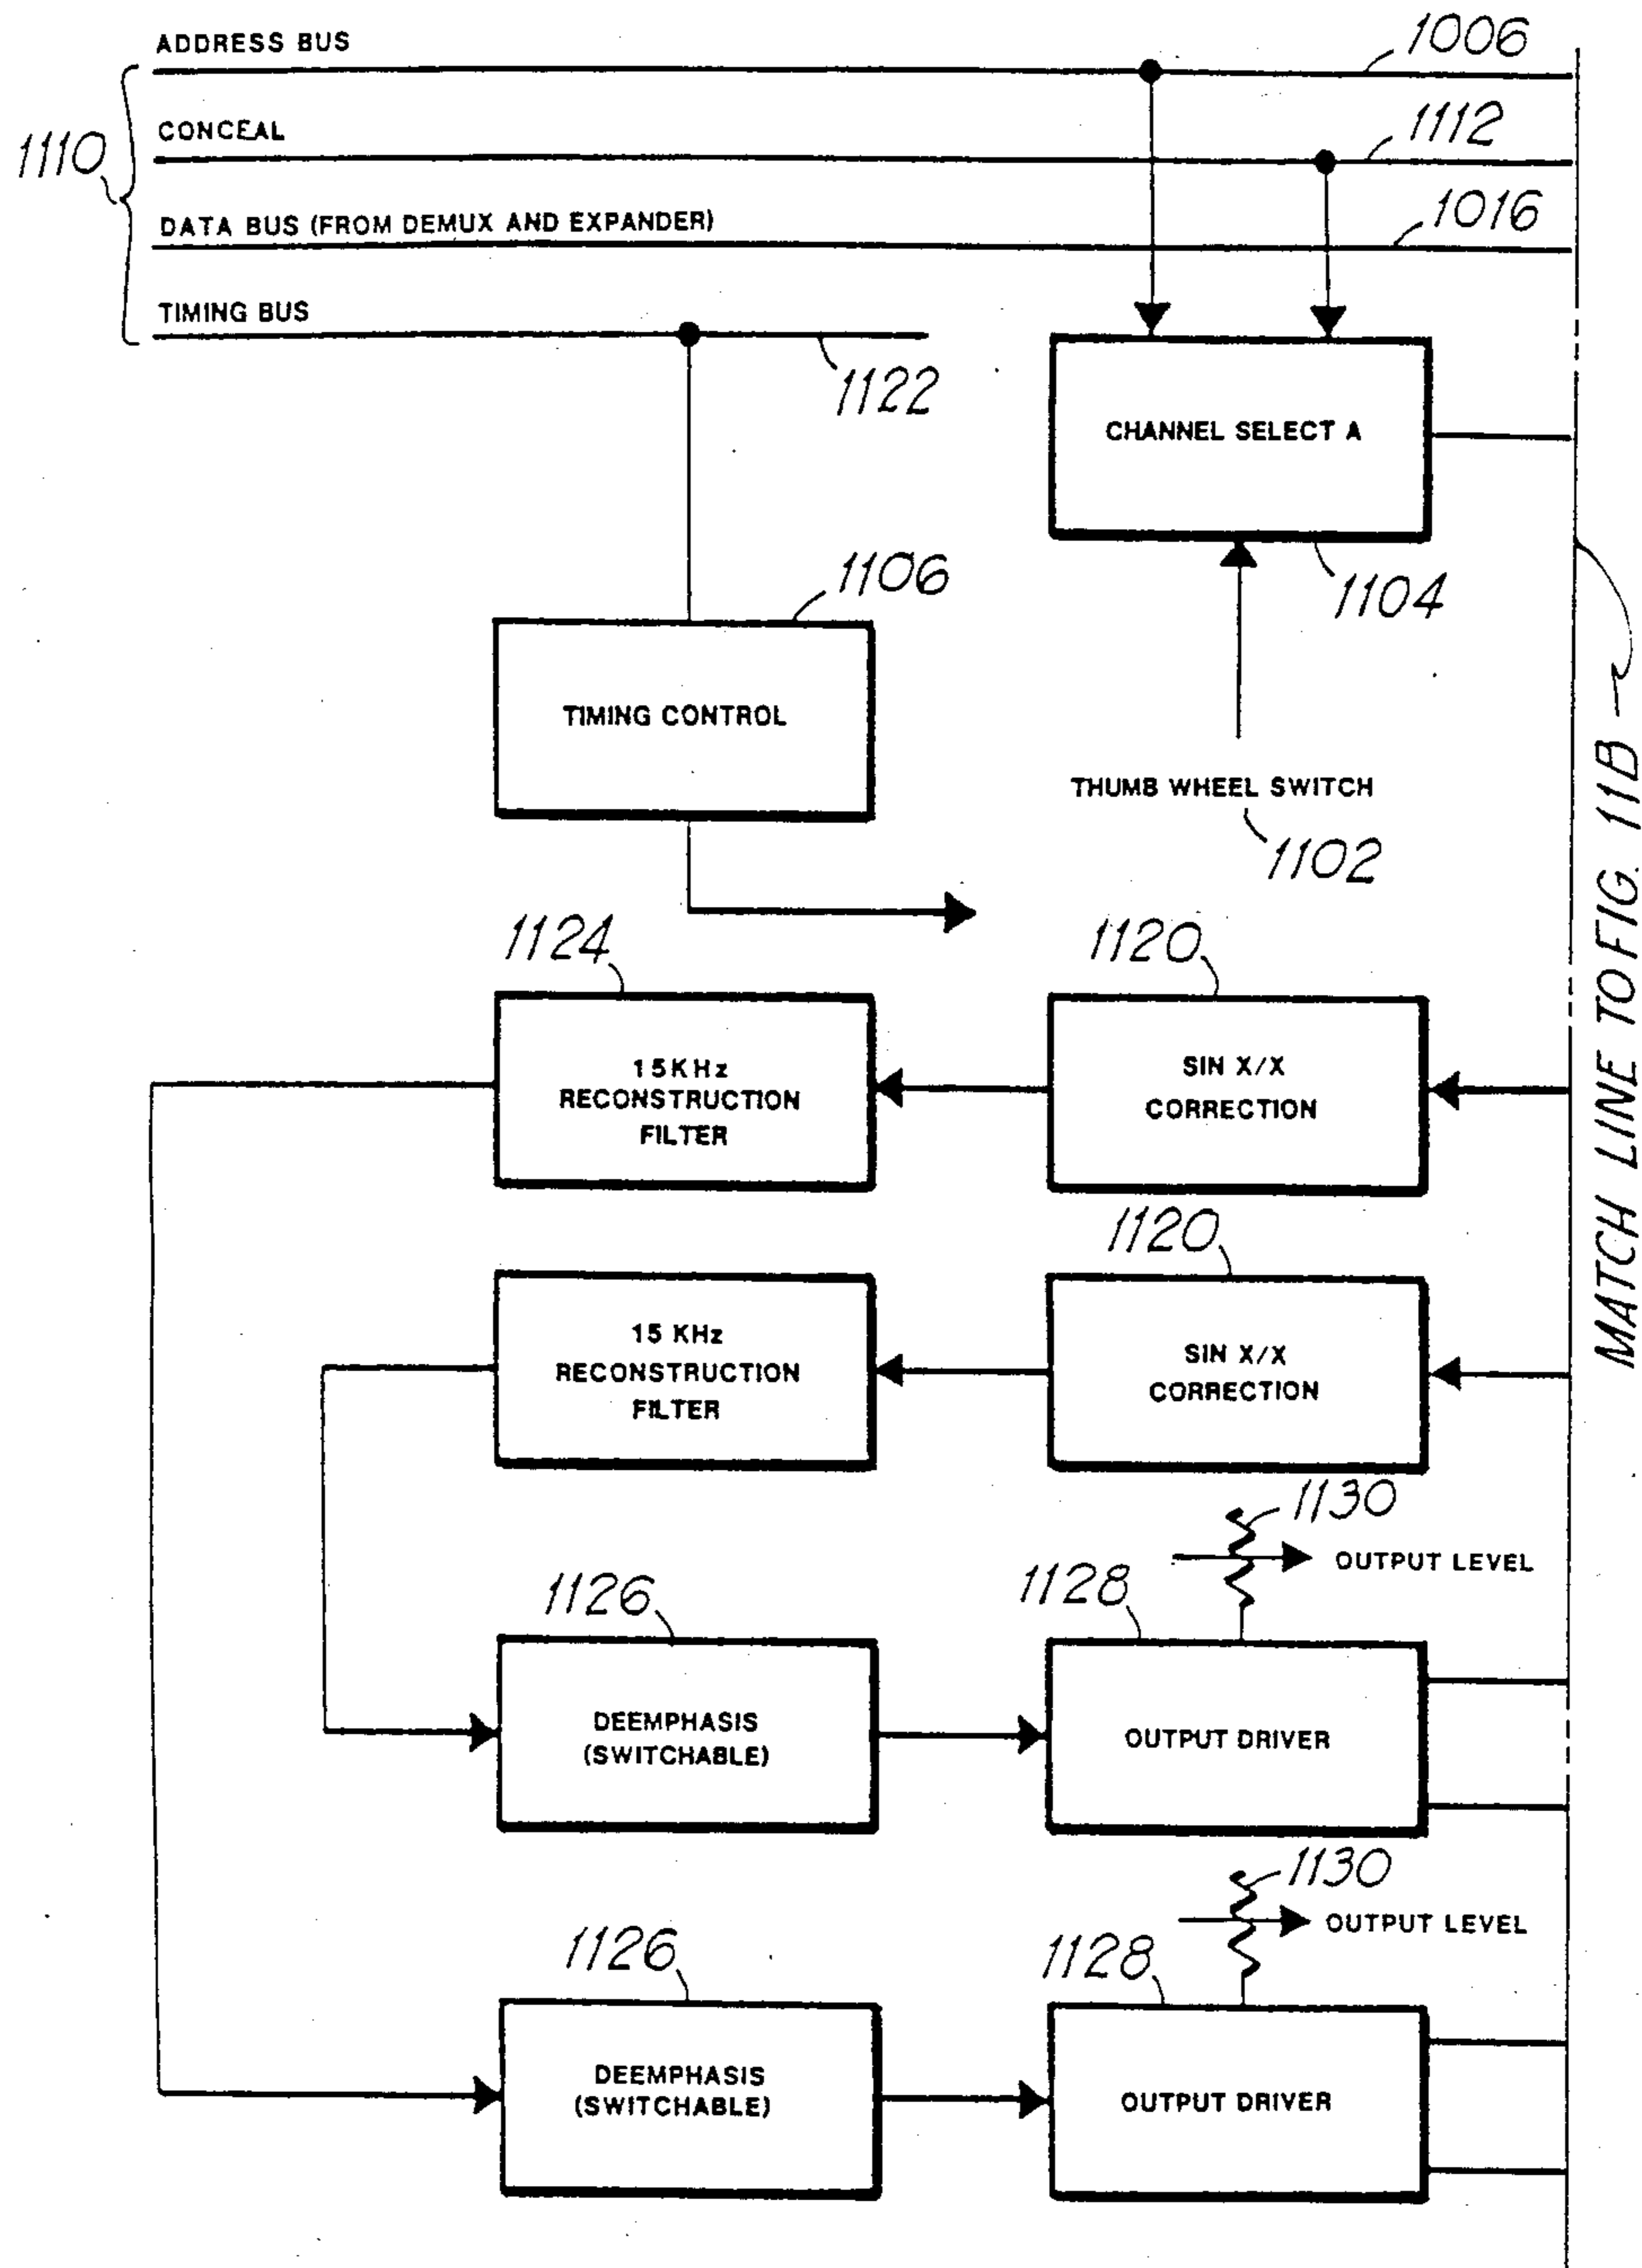 ADDRESS BUS
1006
CONCEAL
1112
1110
DATA BUS (FROM DEMUX AND EXPANDER)
1016
TIMING BUS
1122
CHANNEL SELECT A
1104
1106
TIMING CONTROL
THUMB WHEEL SWITCH
1102
MATCH LINE TO FIG. 11B
1124
1120
15KHz
RECONSTRUCTION
FILTER
SIN X/X
CORRECTION
1120
15 KHz
RECONSTRUCTION
FILTER
SIN X/X
CORRECTION
1130
OUTPUT LEVEL
1126
1128
DEEMPHASIS
(SWITCHABLE)
OUTPUT DRIVER
1130
OUTPUT LEVEL
1126
1128
DEEMPHASIS
(SWITCHABLE)
OUTPUT DRIVER